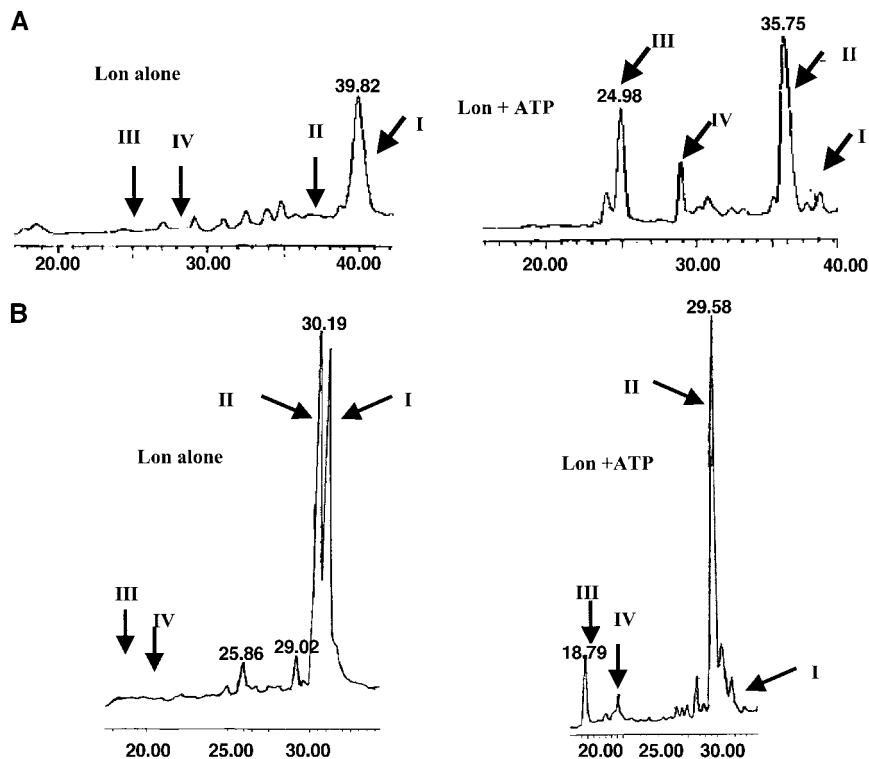 A
Lon alone
39.82
I
II
III
IV
20.00 30.00 40.00
35.75
III
II
24.98
Lon + ATP
IV
I
20.00 30.00 40.00
B
30.19
II
I
Lon alone
III
IV
25.86
29.02
20.00 25.00 30.00
29.58
II
Lon +ATP
III
IV
18.79
I
20.00 25.00 30.00